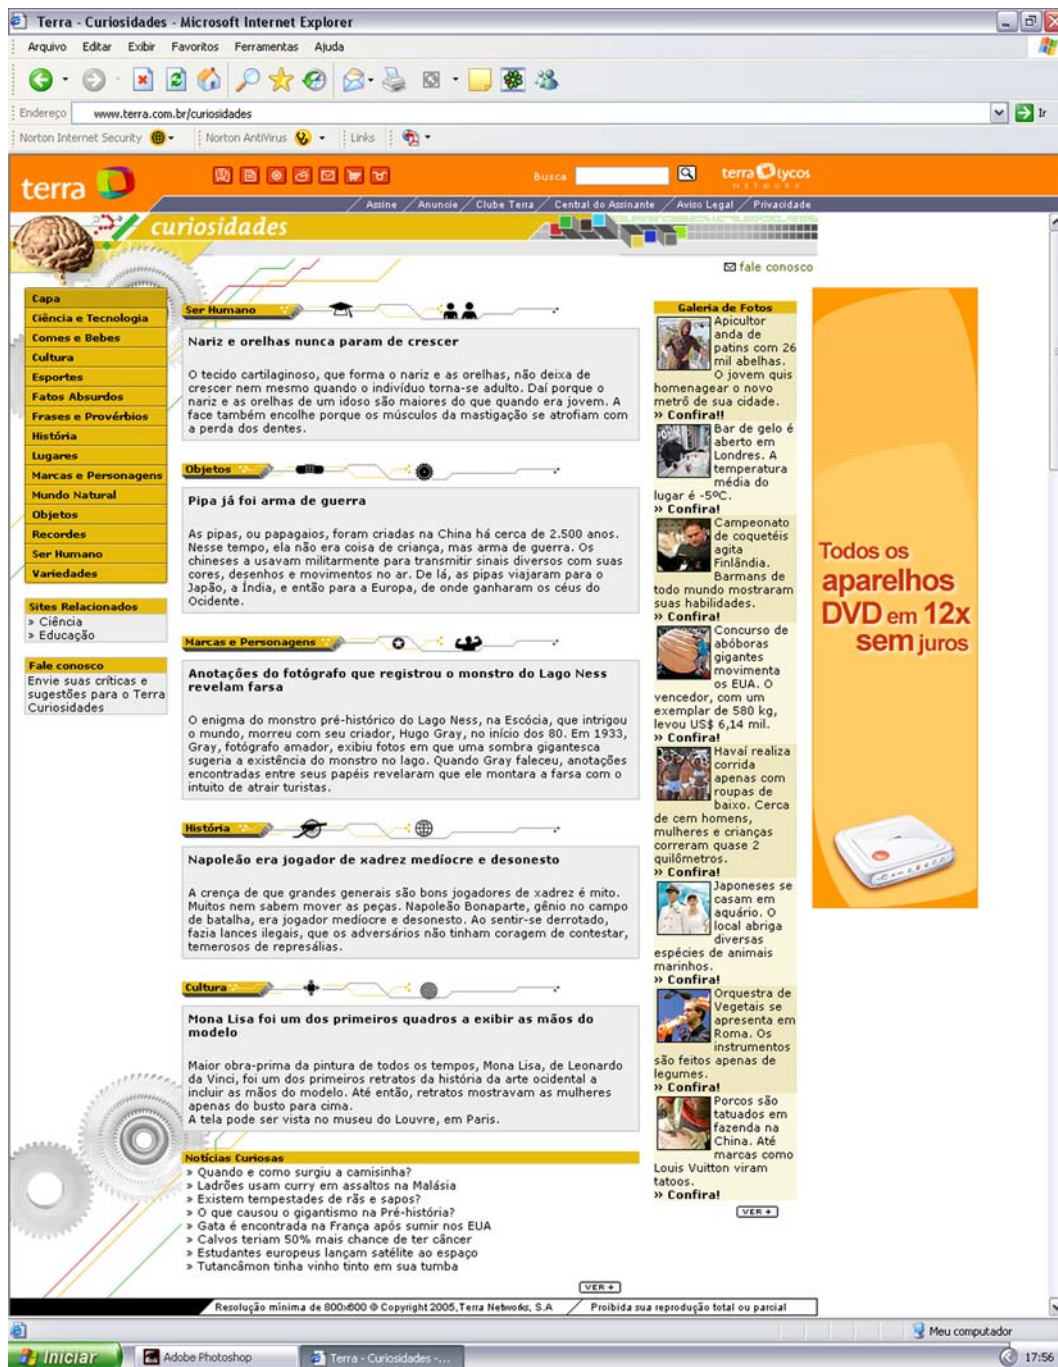 Terra - Curiosidades - Microsoft Internet Explorer
Arquivo Editar Exibir Favoritos Ferramentas Ajuda
Endereço www.terra.com.br/curiosidades Ir
Norton Internet Security Norton AntiVirus Links
terra Busca terra Lycos
NETWORK
Assine Anuncie Clube Terra Central do Assinante Aviso Legal Privacidade
curiosidades
fale conosco
Capa
Ciência e Tecnologia
Comes e Bebes
Cultura
Esportes
Fatos Absurdos
Frases e Provérbios
História
Lugares
Marcas e Personagens
Mundo Natural
Objetos
Recordes
Ser Humano
Variedades
Sites Relacionados
» Ciência
» Educação
Fale conosco
Envie suas críticas e
sugestões para o Terra
Curiosidades
Ser Humano
Nariz e orelhas nunca param de crescer
O tecido cartilaginoso, que forma o nariz e as orelhas, não deixa de
crescer nem mesmo quando o indivíduo torna-se adulto. Daí porque o
nariz e as orelhas de um idoso são maiores do que quando era jovem. A
face também encolhe porque os músculos da mastigação se atrofiam com
a perda dos dentes.
Objetos
Pipa já foi arma de guerra
As pipas, ou papagaios, foram criadas na China há cerca de 2.500 anos.
Nesse tempo, ela não era coisa de criança, mas arma de guerra. Os
chineses a usavam militarmente para transmitir sinais diversos com suas
cores, desenhos e movimentos no ar. De lá, as pipas viajaram para o
Japão, a Índia, e então para a Europa, de onde ganharam os céus do
Ocidente.
Marcas e Personagens
Anotações do fotógrafo que registrou o monstro do Lago Ness
revelam farsa
O enigma do monstro pré-histórico do Lago Ness, na Escócia, que intrigou
o mundo, morreu com seu criador, Hugo Gray, no início dos 80. Em 1933,
Gray, fotógrafo amador, exibiu fotos em que uma sombra gigantesca
sugeria a existência do monstro no lago. Quando Gray faleceu, anotações
encontradas entre seus papéis revelaram que ele montara a farsa com o
intuito de atrair turistas.
História
Napoleão era jogador de xadrez medíocre e desonesto
A crença de que grandes generais são bons jogadores de xadrez é mito.
Muitos nem sabem mover as peças. Napoleão Bonaparte, gênio no campo
de batalha, era jogador medíocre e desonesto. Ao sentir-se derrotado,
fazia lances ilegais, que os adversários não tinham coragem de contestar,
temerosos de represálias.
Cultura
Mona Lisa foi um dos primeiros quadros a exibir as mãos do
modelo
Maior obra-prima da pintura de todos os tempos, Mona Lisa, de Leonardo
da Vinci, foi um dos primeiros retratos da história da arte ocidental a
incluir as mãos do modelo. Até então, retratos mostravam as mulheres
apenas do busto para cima.
A tela pode ser vista no museu do Louvre, em Paris.
Notícias Curiosas
» Quando e como surgiu a camisinha?
» Ladrões usam curry em assaltos na Malásia
» Existem tempestades de rãs e sapos?
» O que causou o gigantismo na Pré-história?
» Gata é encontrada na França após sumir nos EUA
» Calvos teriam 50% mais chance de ter câncer
» Estudantes europeus lançam satélite ao espaço
» Tutancâmon tinha vinho tinto em sua tumba
VER +
Galeria de Fotos
Apicultor
anda de
patins com 26
mil abelhas.
O jovem quis
homenagear o novo
metrô de sua cidade.
» Confira!!
Bar de gelo é
aberto em
Londres. A
temperatura
média do
lugar é -5ºC.
» Confira!
Campeonato
de coquetéis
agita
Finlândia.
Barmans de
todo mundo mostraram
suas habilidades.
» Confira!
Concurso de
abóboras
gigantes
movimenta
os EUA. O
vencedor, com um
exemplar de 580 kg,
levou US$ 6,14 mil.
» Confira!
Havaí realiza
corrida
apenas com
roupas de
baixo. Cerca
de cem homens,
mulheres e crianças
correram quase 2
quilômetros.
» Confira!
Japoneses se
casam em
aquário. O
local abriga
diversas
espécies de animais
marinhos.
» Confira!
Orquestra de
Vegetais se
apresenta em
Roma. Os
instrumentos
são feitos apenas de
legumes.
» Confira!
Porcos são
tatuados em
fazenda na
China. Até
marcas como
Louis Vuitton viram
tatoos.
» Confira!
VER +
Todos os
aparelhos
DVD em 12x
sem juros
Resolução mínima de 800x600 © Copyright 2005,Terra Networks, S.A Proibida sua reprodução total ou parcial
Meu computador
Iniciar Adobe Photoshop Terra - Curiosidades -... 17:56